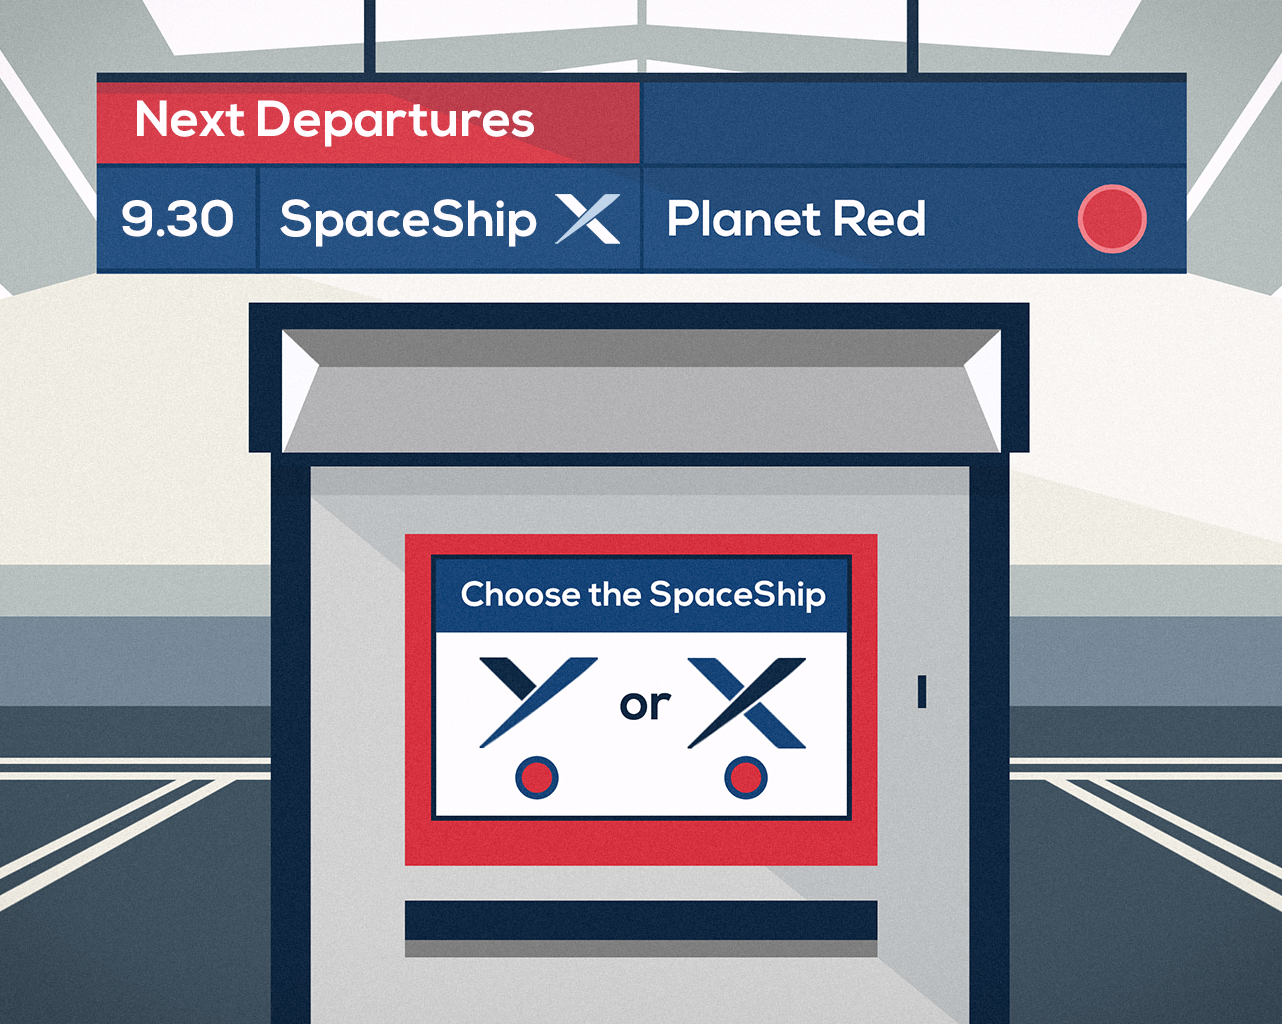 Next Departures
9.30 SpaceShip X Planet Red
Choose the SpaceShip
Y or X